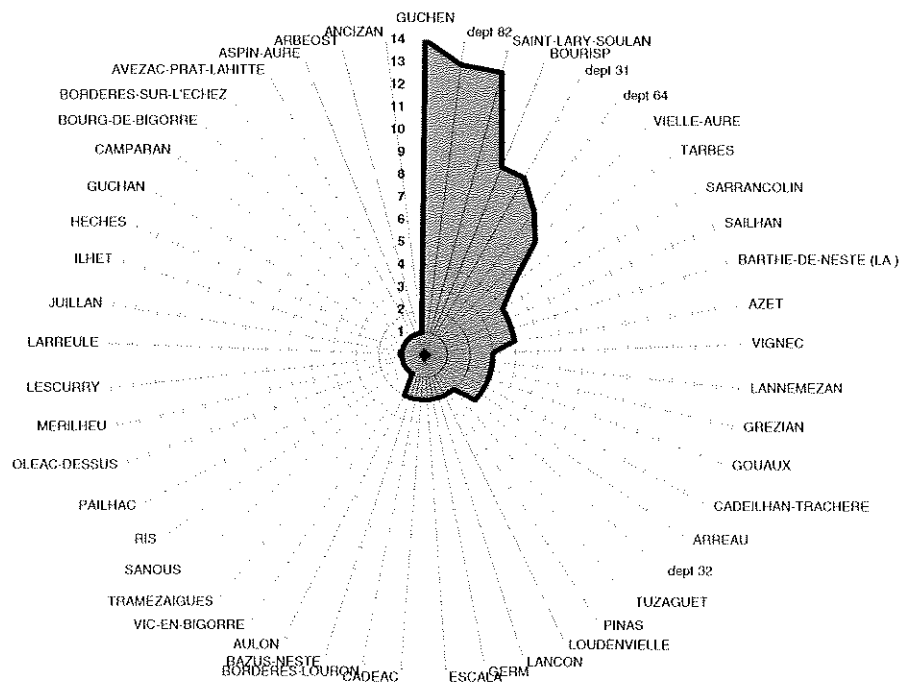 GUCHEN
dept 82
SAINT-LARY-SOULAN
BOURISP
dept 31
dept 64
VIELLE-AURE
TARBES
SARRANCOLIN
SAILHAN
BARTHE-DE-NESTE (LA )
AZET
VIGNEC
LANNEMEZAN
GREZIAN
GOUAUX
CADEILHAN-TRACHERE
ARREAU
dept 32
TUZAGUET
PINAS
LOUDENVIELLE
LANCON
GERM
ESCALA
CADEAC
BORDERES-LOURON
BAZUS-NESTE
AULON
VIC-EN-BIGORRE
TRAMEZAIGUES
SANOUS
RIS
PAILHAC
OLEAC-DESSUS
MERILHEU
LESCURRY
LARREULE
JUILLAN
ILHET
HECHES
GUCHAN
CAMPARAN
BOURG-DE-BIGORRE
BORDERES-SUR-L'ECHEZ
AVEZAC-PRAT-LAHITTE
ASPIN-AURE
ARBEOST
ANCIZAN
14
13
12
11
10
9
8
7
6
5
4
3
2
1